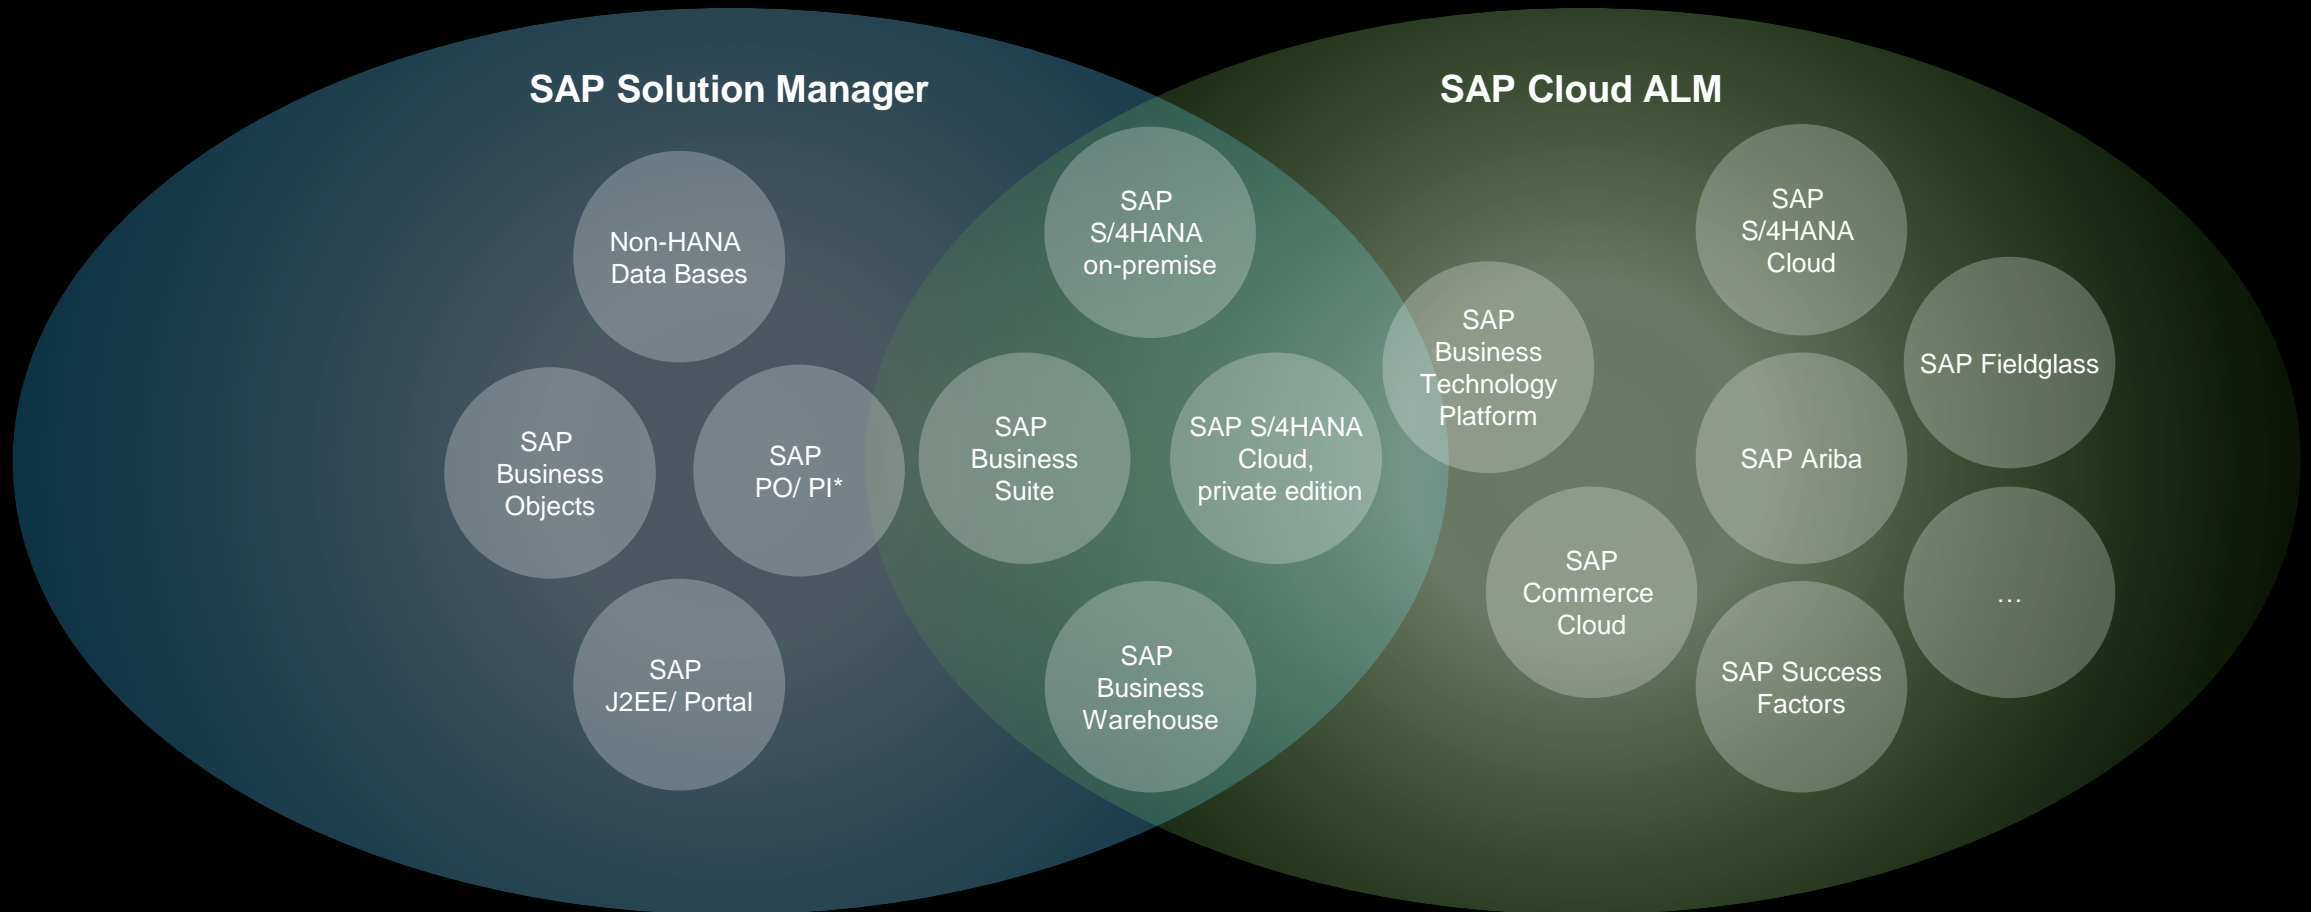 SAP Solution Manager
SAP Cloud ALM
Non-HANA
Data Bases
SAP
Business
Objects
SAP
PO/ PI*
SAP
J2EE/ Portal
SAP
S/4HANA
on-premise
SAP
Business
Suite
SAP S/4HANA
Cloud,
private edition
SAP
Business
Warehouse
SAP
Business
Technology
Platform
SAP
Commerce
Cloud
SAP
S/4HANA
Cloud
SAP Ariba
SAP Success
Factors
SAP Fieldglass
...